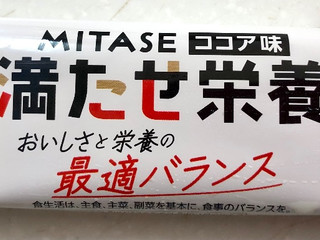 MITASE ココア味
満たせ栄養
おいしさと栄養の
最適バランス
食生活は、主食、主菜、副菜を基本に、食事のバランスを。